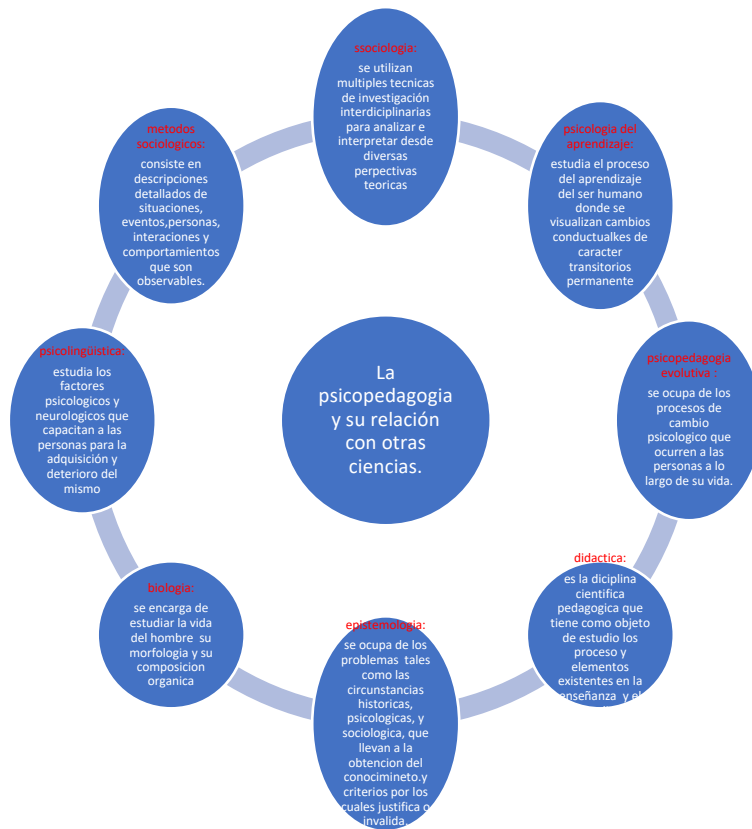 ssociologia:
se utilizan
multiples tecnicas
de investigación
interdiciplinarias
para analizar e
interpretar desde
diversas
perpectivas
teoricas
psicologia del
aprendizaje:
estudia el proceso
del aprendizaje
del ser humano
donde se
visualizan cambios
conductualkes de
caracter
transitorios
permanente
psicopedagogia
evolutiva :
se ocupa de los
procesos de
cambio
psicologico que
ocurren a las
personas a lo
largo de su vida.
didactica:
es la diciplina
cientifica
pedagogica que
tiene como objeto
de estudio los
proceso y
elementos
existentes en la
enseñanza y el
epistemologia:
se ocupa de los
problemas tales
como las
circunstancias
historicas,
psicologicas, y
sociologica, que
llevan a la
obtencion del
conocimineto.y
criterios por los
cuales justifica o
invalida.
biologia:
se encarga de
estudiar la vida
del hombre su
morfologia y su
composicion
organica
psicolingüistica:
estudia los
factores
psicologicos y
neurologicos que
capacitan a las
personas para la
adquisición y
deterioro del
mismo
metodos
sociologicos:
consiste en
descripciones
detallados de
situaciones,
eventos,personas,
interaciones y
comportamientos
que son
observables.
La
psicopedagogia
y su relación
con otras
ciencias.